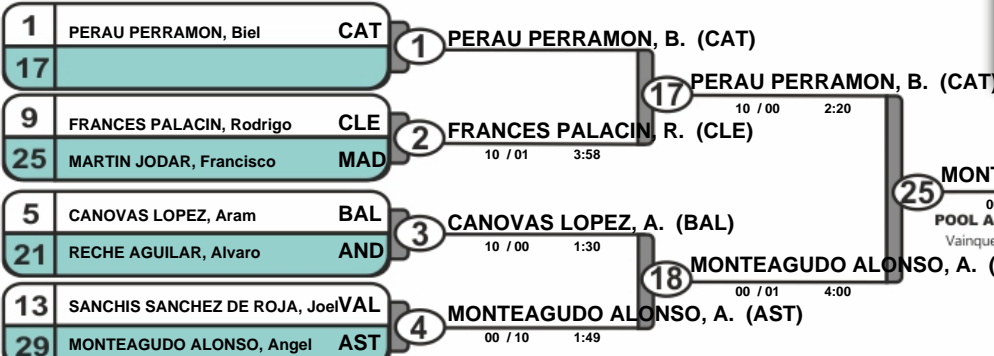 1 PERAU PERRAMON, Biel CAT
17
1 PERAU PERRAMON, B. (CAT)
9 FRANCES PALACIN, Rodrigo CLE
25 MARTIN JODAR, Francisco MAD
2 FRANCES PALACIN, R. (CLE)
10 / 01 3:58
17 PERAU PERRAMON, B. (CAT)
10 / 00 2:20
5 CANOVAS LOPEZ, Aram BAL
21 RECHE AGUILAR, Alvaro AND
3 CANOVAS LOPEZ, A. (BAL)
10 / 00 1:30
13 SANCHIS SANCHEZ DE ROJA, Joel VAL
29 MONTEAGUDO ALONSO, Angel AST
4 MONTEAGUDO ALONSO, A. (AST)
00 / 10 1:49
18 MONTEAGUDO ALONSO, A. (
00 / 01 4:00
25 MONT
0
POOL A
Vainque